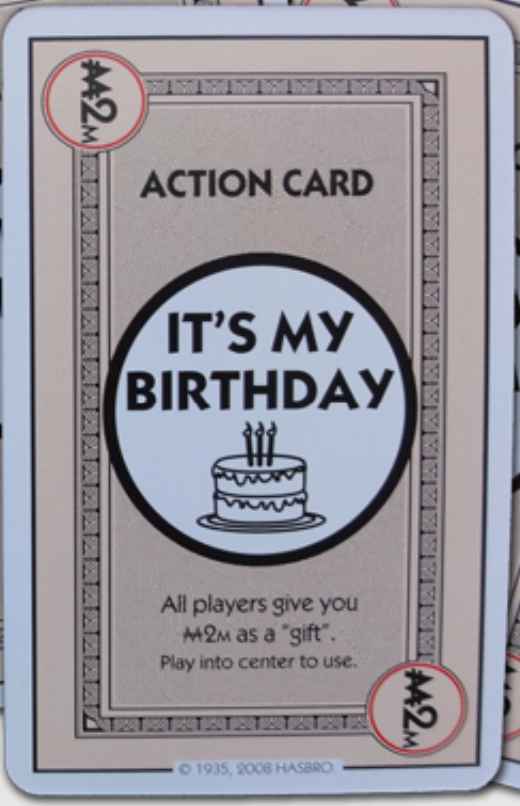 ₩2M
ACTION CARD
IT'S MY
BIRTHDAY
All players give you
₩2M as a "gift".
Play into center to use.
₩2M
© 1935, 2008 HASBRO.